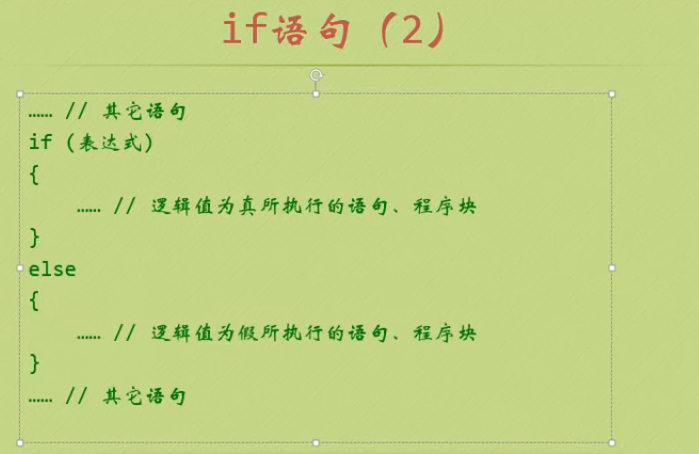 if语句（2）
…… // 其它语句
if（表达式）
{
…… // 逻辑值为真所执行的语句、程序块
}
else
{
…… // 逻辑值为假所执行的语句、程序块
}
…… // 其它语句